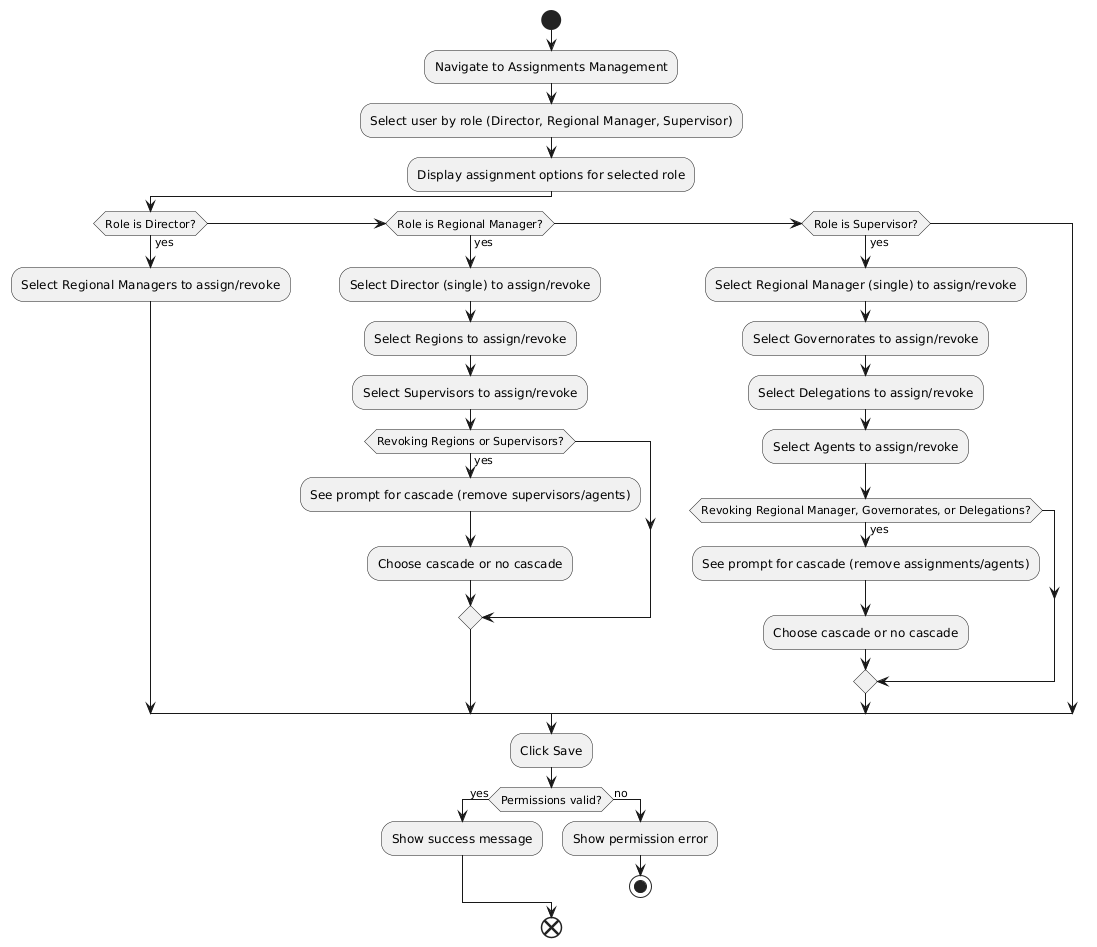 Navigate to Assignments Management
Select user by role (Director, Regional Manager, Supervisor)
Display assignment options for selected role
Role is Director?
yes
Select Regional Managers to assign/revoke
Role is Regional Manager?
yes
Select Director (single) to assign/revoke
Select Regions to assign/revoke
Select Supervisors to assign/revoke
Revoking Regions or Supervisors?
yes
See prompt for cascade (remove supervisors/agents)
Choose cascade or no cascade
Role is Supervisor?
yes
Select Regional Manager (single) to assign/revoke
Select Governorates to assign/revoke
Select Delegations to assign/revoke
Select Agents to assign/revoke
Revoking Regional Manager, Governorates, or Delegations?
yes
See prompt for cascade (remove assignments/agents)
Choose cascade or no cascade
Click Save
Permissions valid?
yes
Show success message
no
Show permission error